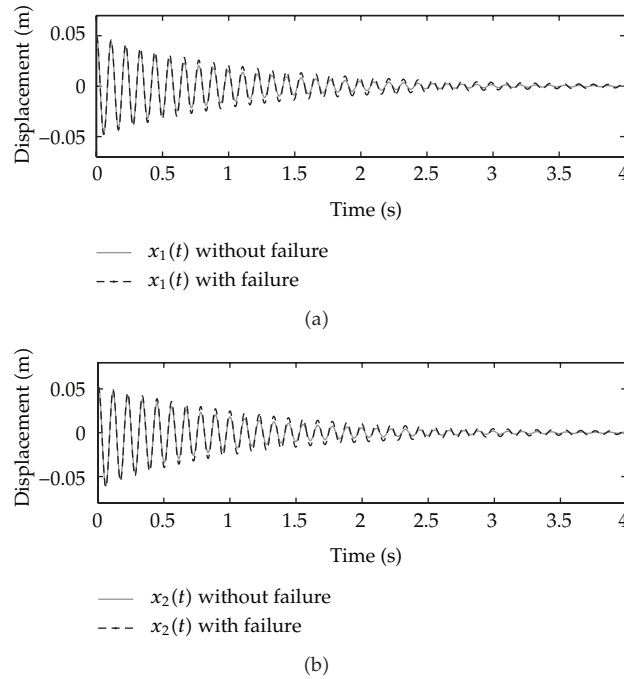 Displacement (m)
0.05
0
−0.05
0 0.5 1 1.5 2 2.5 3 3.5 4
Time (s)
x₁(t) without failure
x₁(t) with failure
(a)
Displacement (m)
0.05
0
−0.05
0 0.5 1 1.5 2 2.5 3 3.5 4
Time (s)
x₂(t) without failure
x₂(t) with failure
(b)